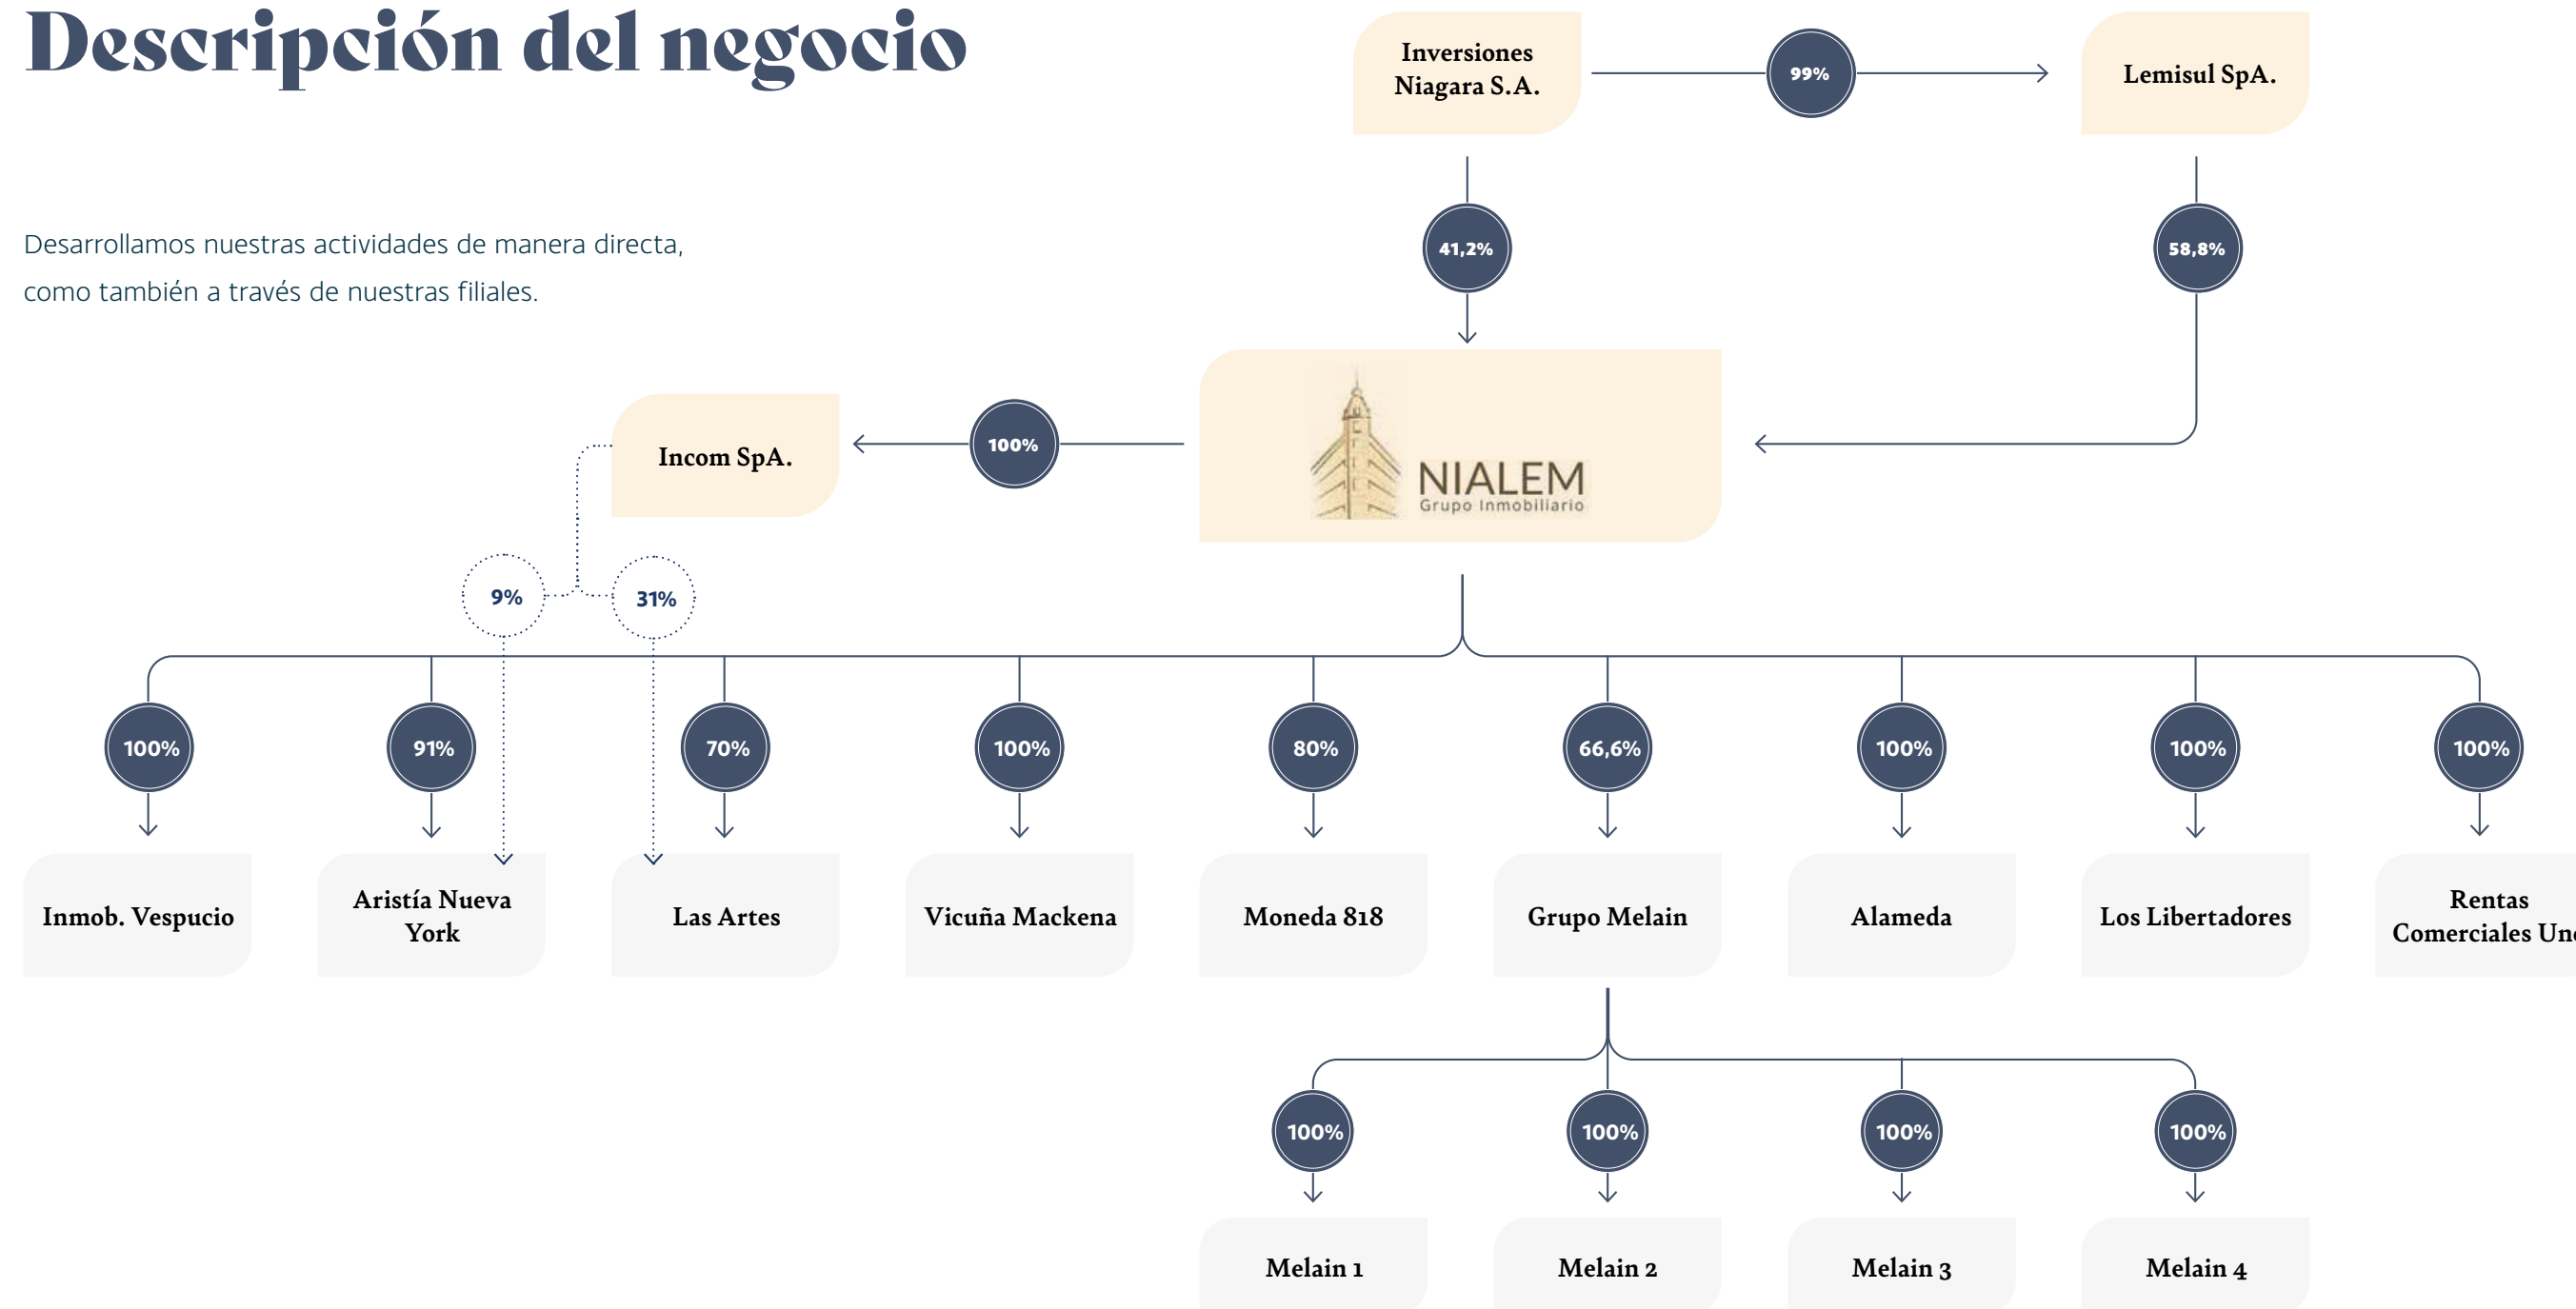 Descripción del negocio
Inversiones
Niagara S.A.
99%
Lemisul SpA.
Desarrollamos nuestras actividades de manera directa,
como también a través de nuestras filiales.
41,2%
58,8%
Incom SpA.
100%
NIALEM
Grupo Inmobiliario
9%
31%
100%
91%
70%
100%
80%
66,6%
100%
100%
100%
Inmob. Vespucio
Aristía Nueva
York
Las Artes
Vicuña Mackena
Moneda 818
Grupo Melain
Alameda
Los Libertadores
Rentas
Comerciales
100%
100%
100%
100%
Melain 1
Melain 2
Melain 3
Melain 4